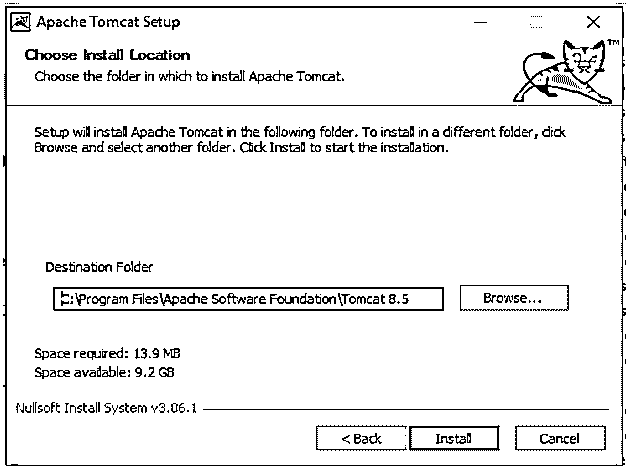 Apache Tomcat Setup
Choose Install Location
Choose the folder in which to install Apache Tomcat.
TM
Setup will install Apache Tomcat in the following folder. To install in a different folder, click
Browse and select another folder. Click Install to start the installation.
Destination Folder
C:\Program Files\Apache Software Foundation\Tomcat 8.5
Browse...
Space required: 13.9 MB
Space available: 9.2 GB
Nullsoft Install System v3.06.1
< Back
Install
Cancel